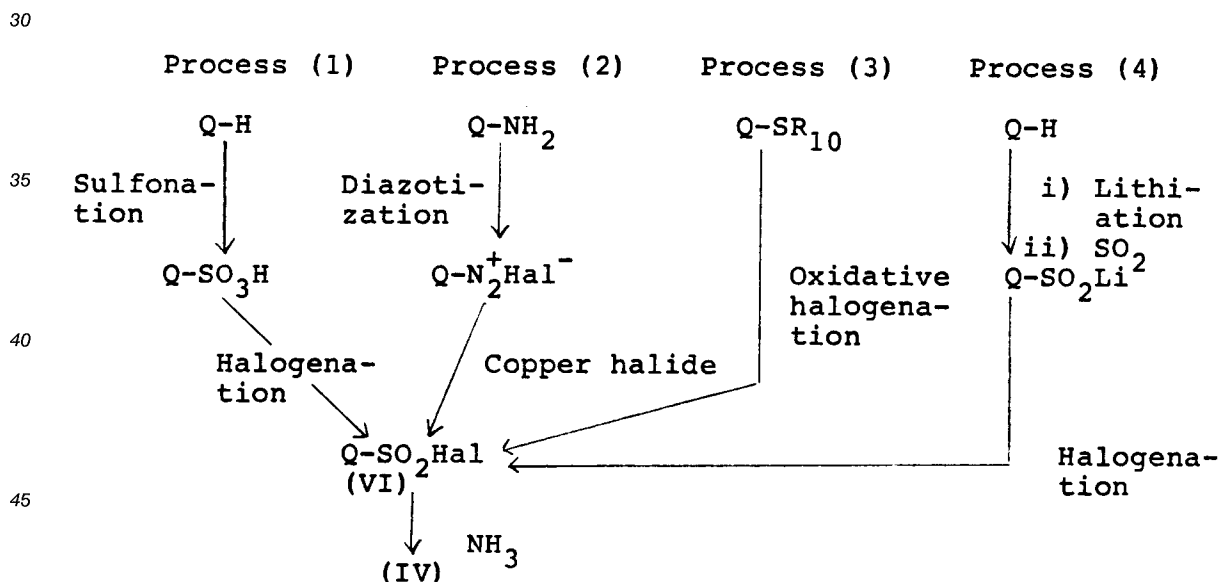 30
Process (1) Process (2) Process (3) Process (4)
Q-H Q-NH2 Q-SR10 Q-H
35
Sulfona-
tion
Diazoti-
zation
i) Lithi-
ation
ii) SO2
Q-SO3H Q-N2+Hal- Q-SO2Li
Oxidative
halogena-
tion
40
Halogena-
tion
Copper halide
Q-SO2Hal
(VI)
Halogena-
tion
45
NH3
(IV)